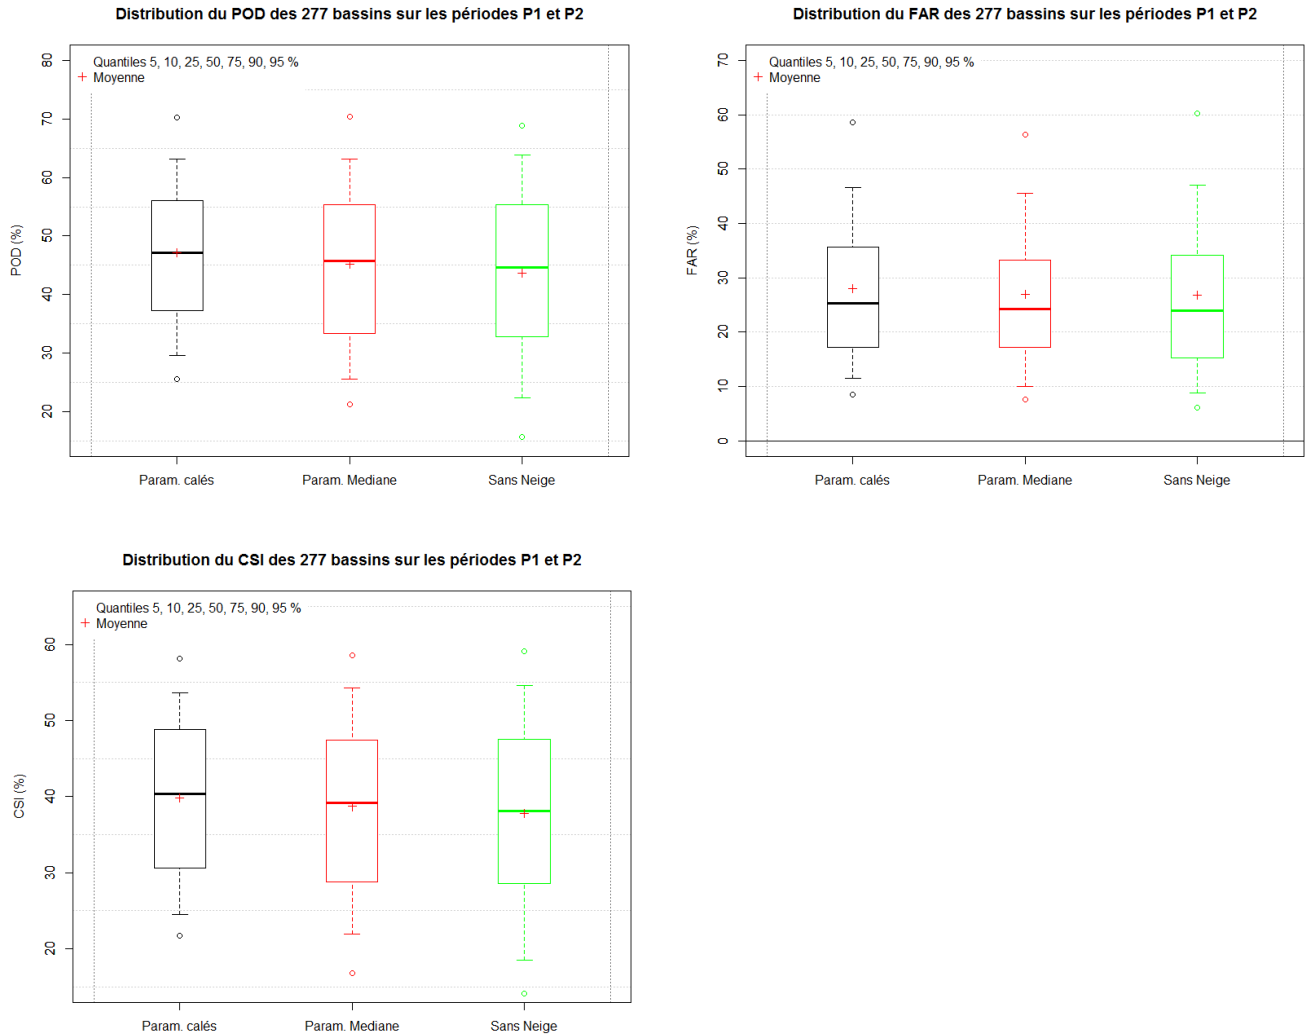 Distribution du POD des 277 bassins sur les périodes P1 et P2
Quantiles 5, 10, 25, 50, 75, 90, 95 %
Moyenne
POD (%)
80
70
60
50
40
30
20
Param. calés
Param. Mediane
Sans Neige
Distribution du FAR des 277 bassins sur les périodes P1 et P2
Quantiles 5, 10, 25, 50, 75, 90, 95 %
Moyenne
FAR (%)
70
60
50
40
30
20
10
0
Param. calés
Param. Mediane
Sans Neige
Distribution du CSI des 277 bassins sur les périodes P1 et P2
Quantiles 5, 10, 25, 50, 75, 90, 95 %
Moyenne
CSI (%)
60
50
40
30
20
Param. calés
Param. Mediane
Sans Neige